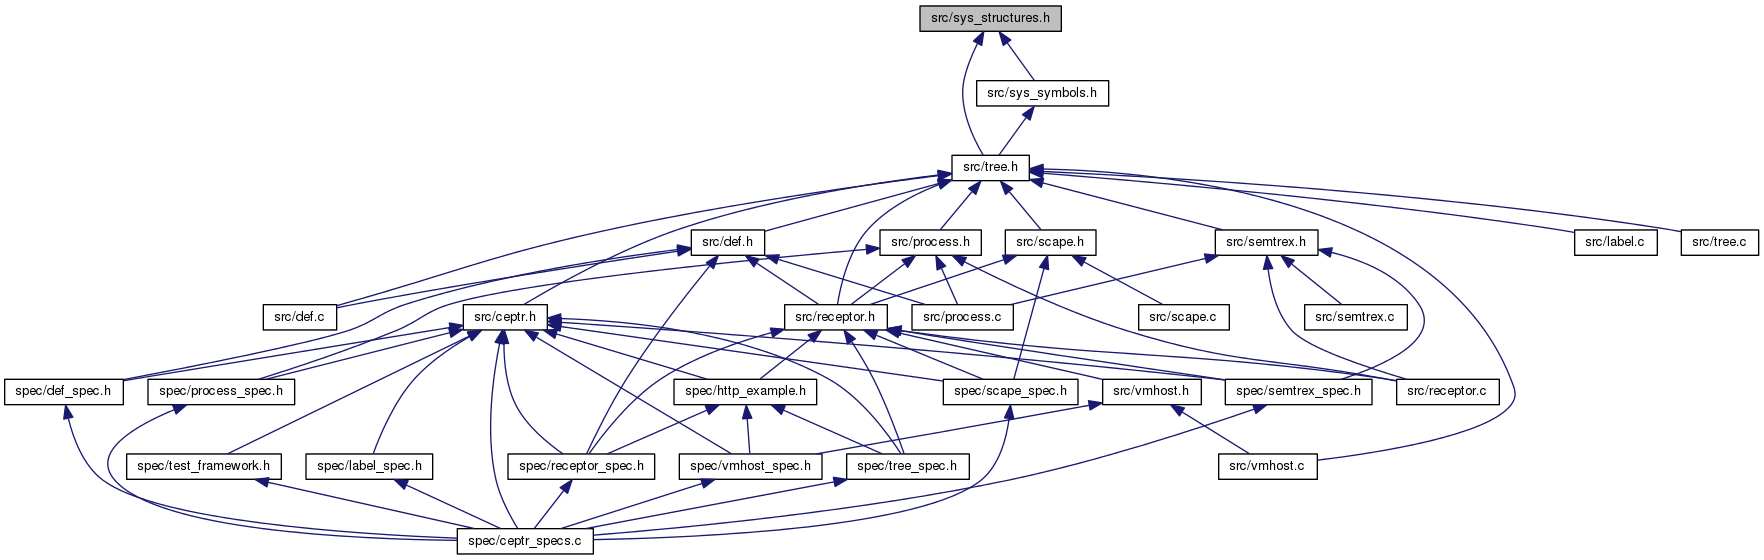 src/sys_structures.h
src/sys_symbols.h
src/tree.h
src/def.h
src/process.h
src/scape.h
src/semtrex.h
src/label.c
src/tree.c
src/def.c
src/ceptr.h
src/receptor.h
src/process.c
src/scape.c
src/semtrex.c
spec/def_spec.h
spec/process_spec.h
spec/http_example.h
spec/scape_spec.h
src/vmhost.h
spec/semtrex_spec.h
src/receptor.c
spec/test_framework.h
spec/label_spec.h
spec/receptor_spec.h
spec/vmhost_spec.h
spec/tree_spec.h
src/vmhost.c
spec/ceptr_specs.c